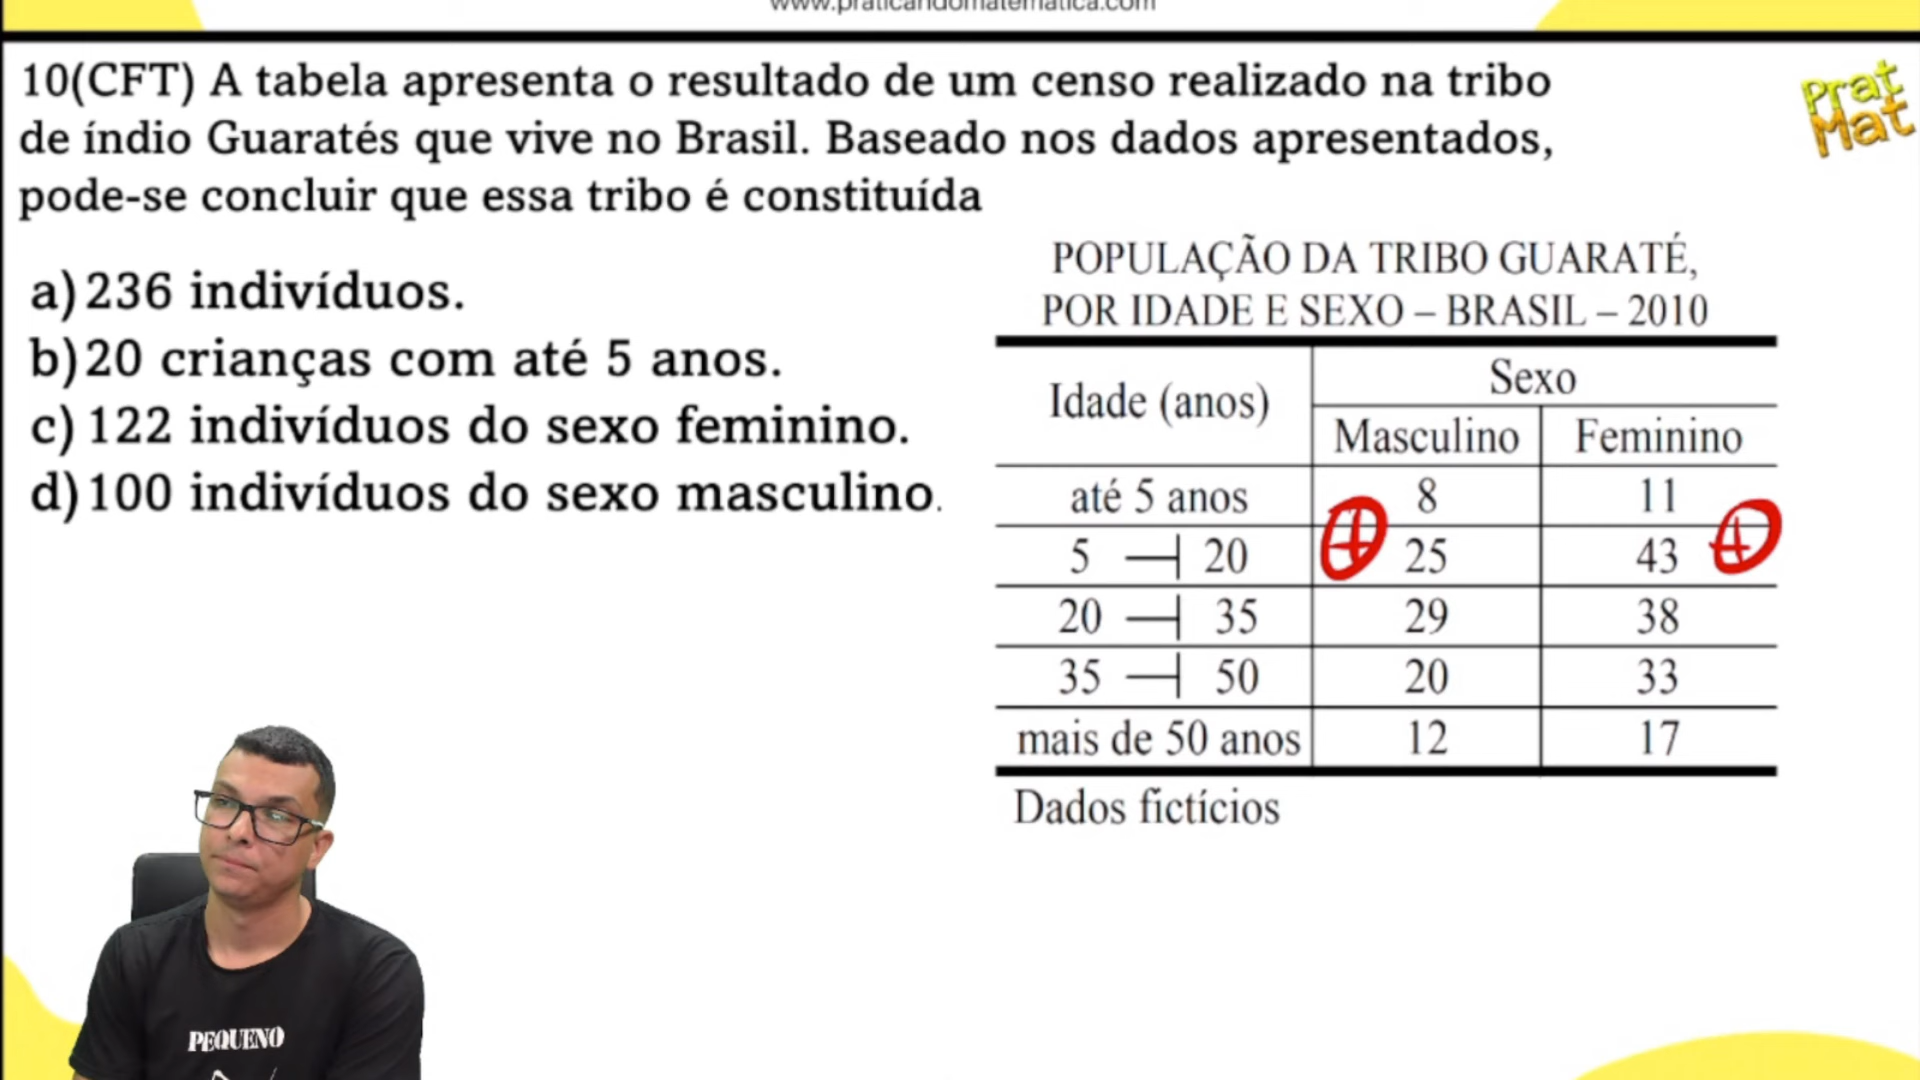 www.praticandomatematica.com
10(CFT) A tabela apresenta o resultado de um censo realizado na tribo
de índio Guaratés que vive no Brasil. Baseado nos dados apresentados,
pode-se concluir que essa tribo é constituída
Prat
Mat
a) 236 indivíduos.
b) 20 crianças com até 5 anos.
c) 122 indivíduos do sexo feminino.
d) 100 indivíduos do sexo masculino.
POPULAÇÃO DA TRIBO GUARATÉ,
POR IDADE E SEXO – BRASIL – 2010
Idade (anos) Sexo
Masculino Feminino
até 5 anos 8 11
5 ⊣ 20 + 25 43 +
20 ⊣ 35 29 38
35 ⊣ 50 20 33
mais de 50 anos 12 17
Dados fictícios
PEQUENO